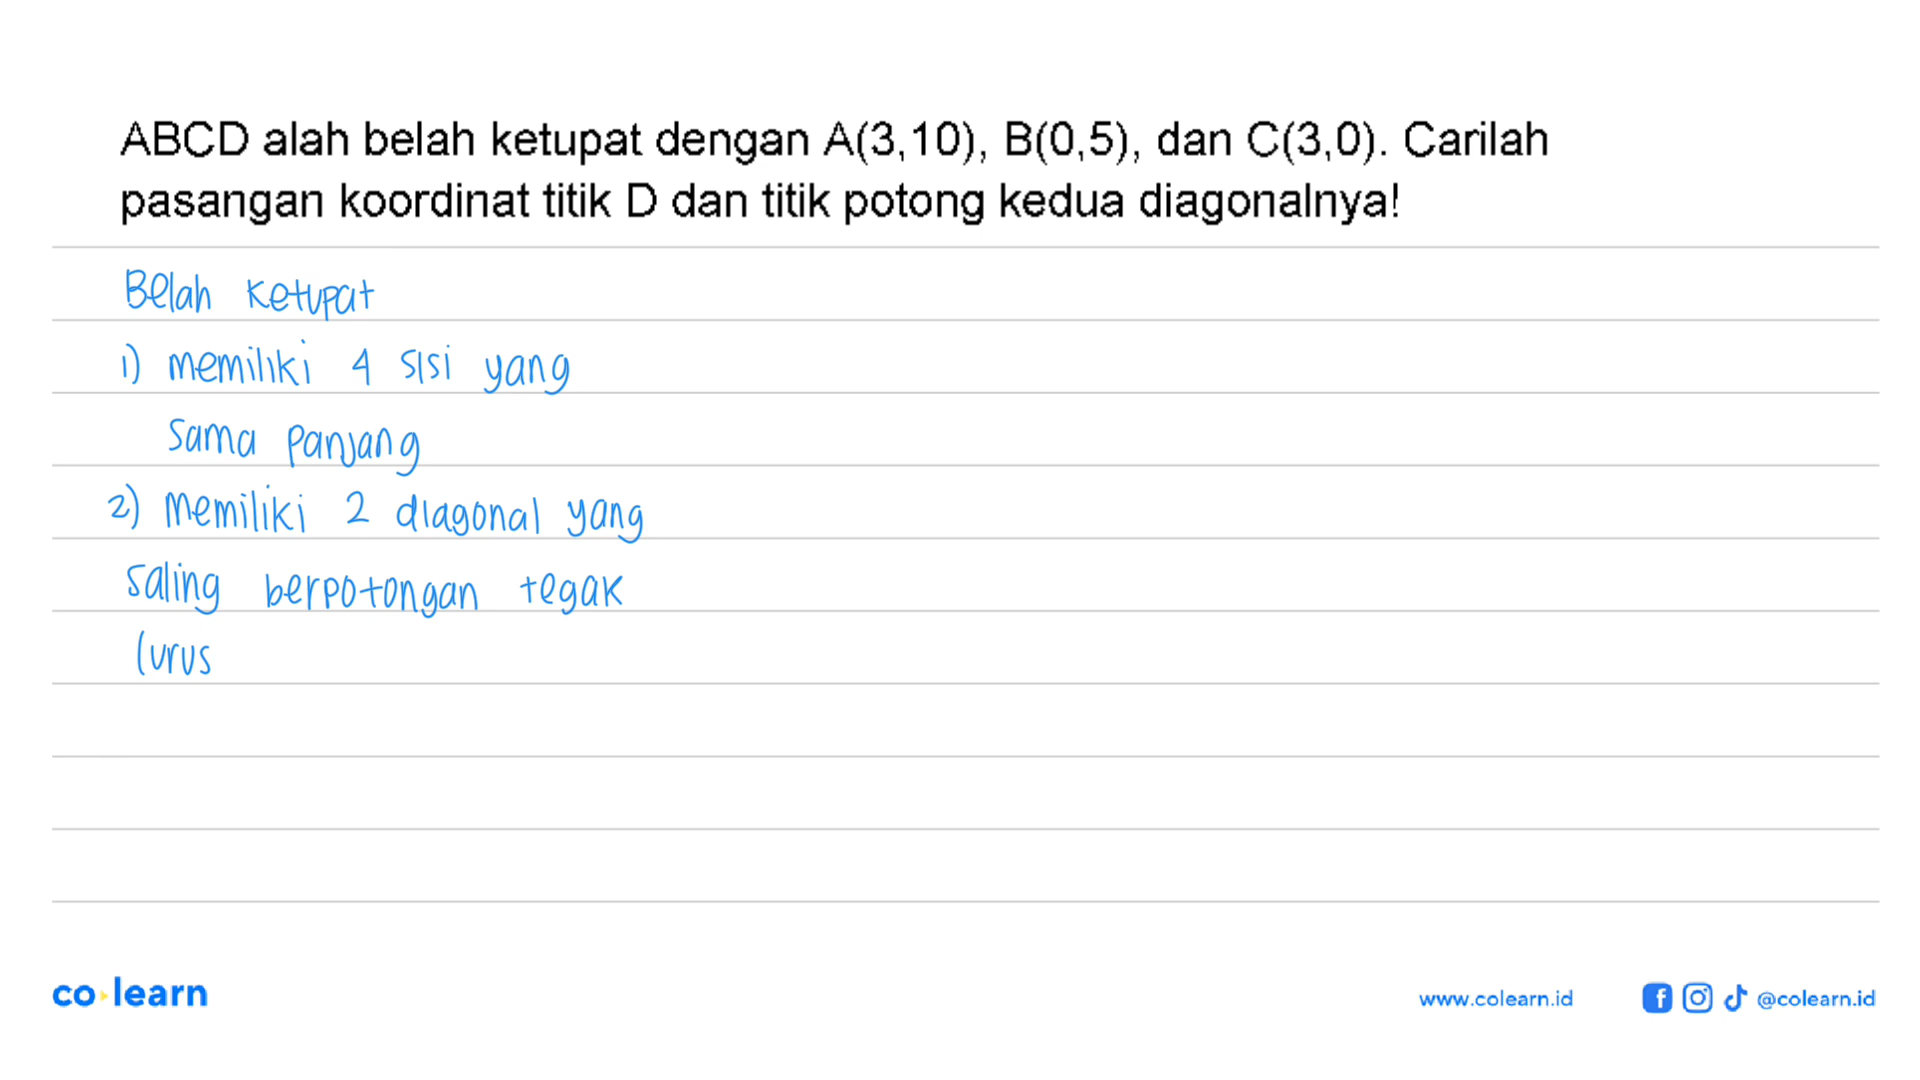 ABCD alah belah ketupat dengan A(3,10), B(0,5), dan C(3,0). Carilah
pasangan koordinat titik D dan titik potong kedua diagonalnya!
Belah Ketupat
1) memiliki 4 sisi yang
sama panjang
2) memiliki 2 diagonal yang
saling berpotongan tegak
lurus
co learn
www.colearn.id
@colearn.id